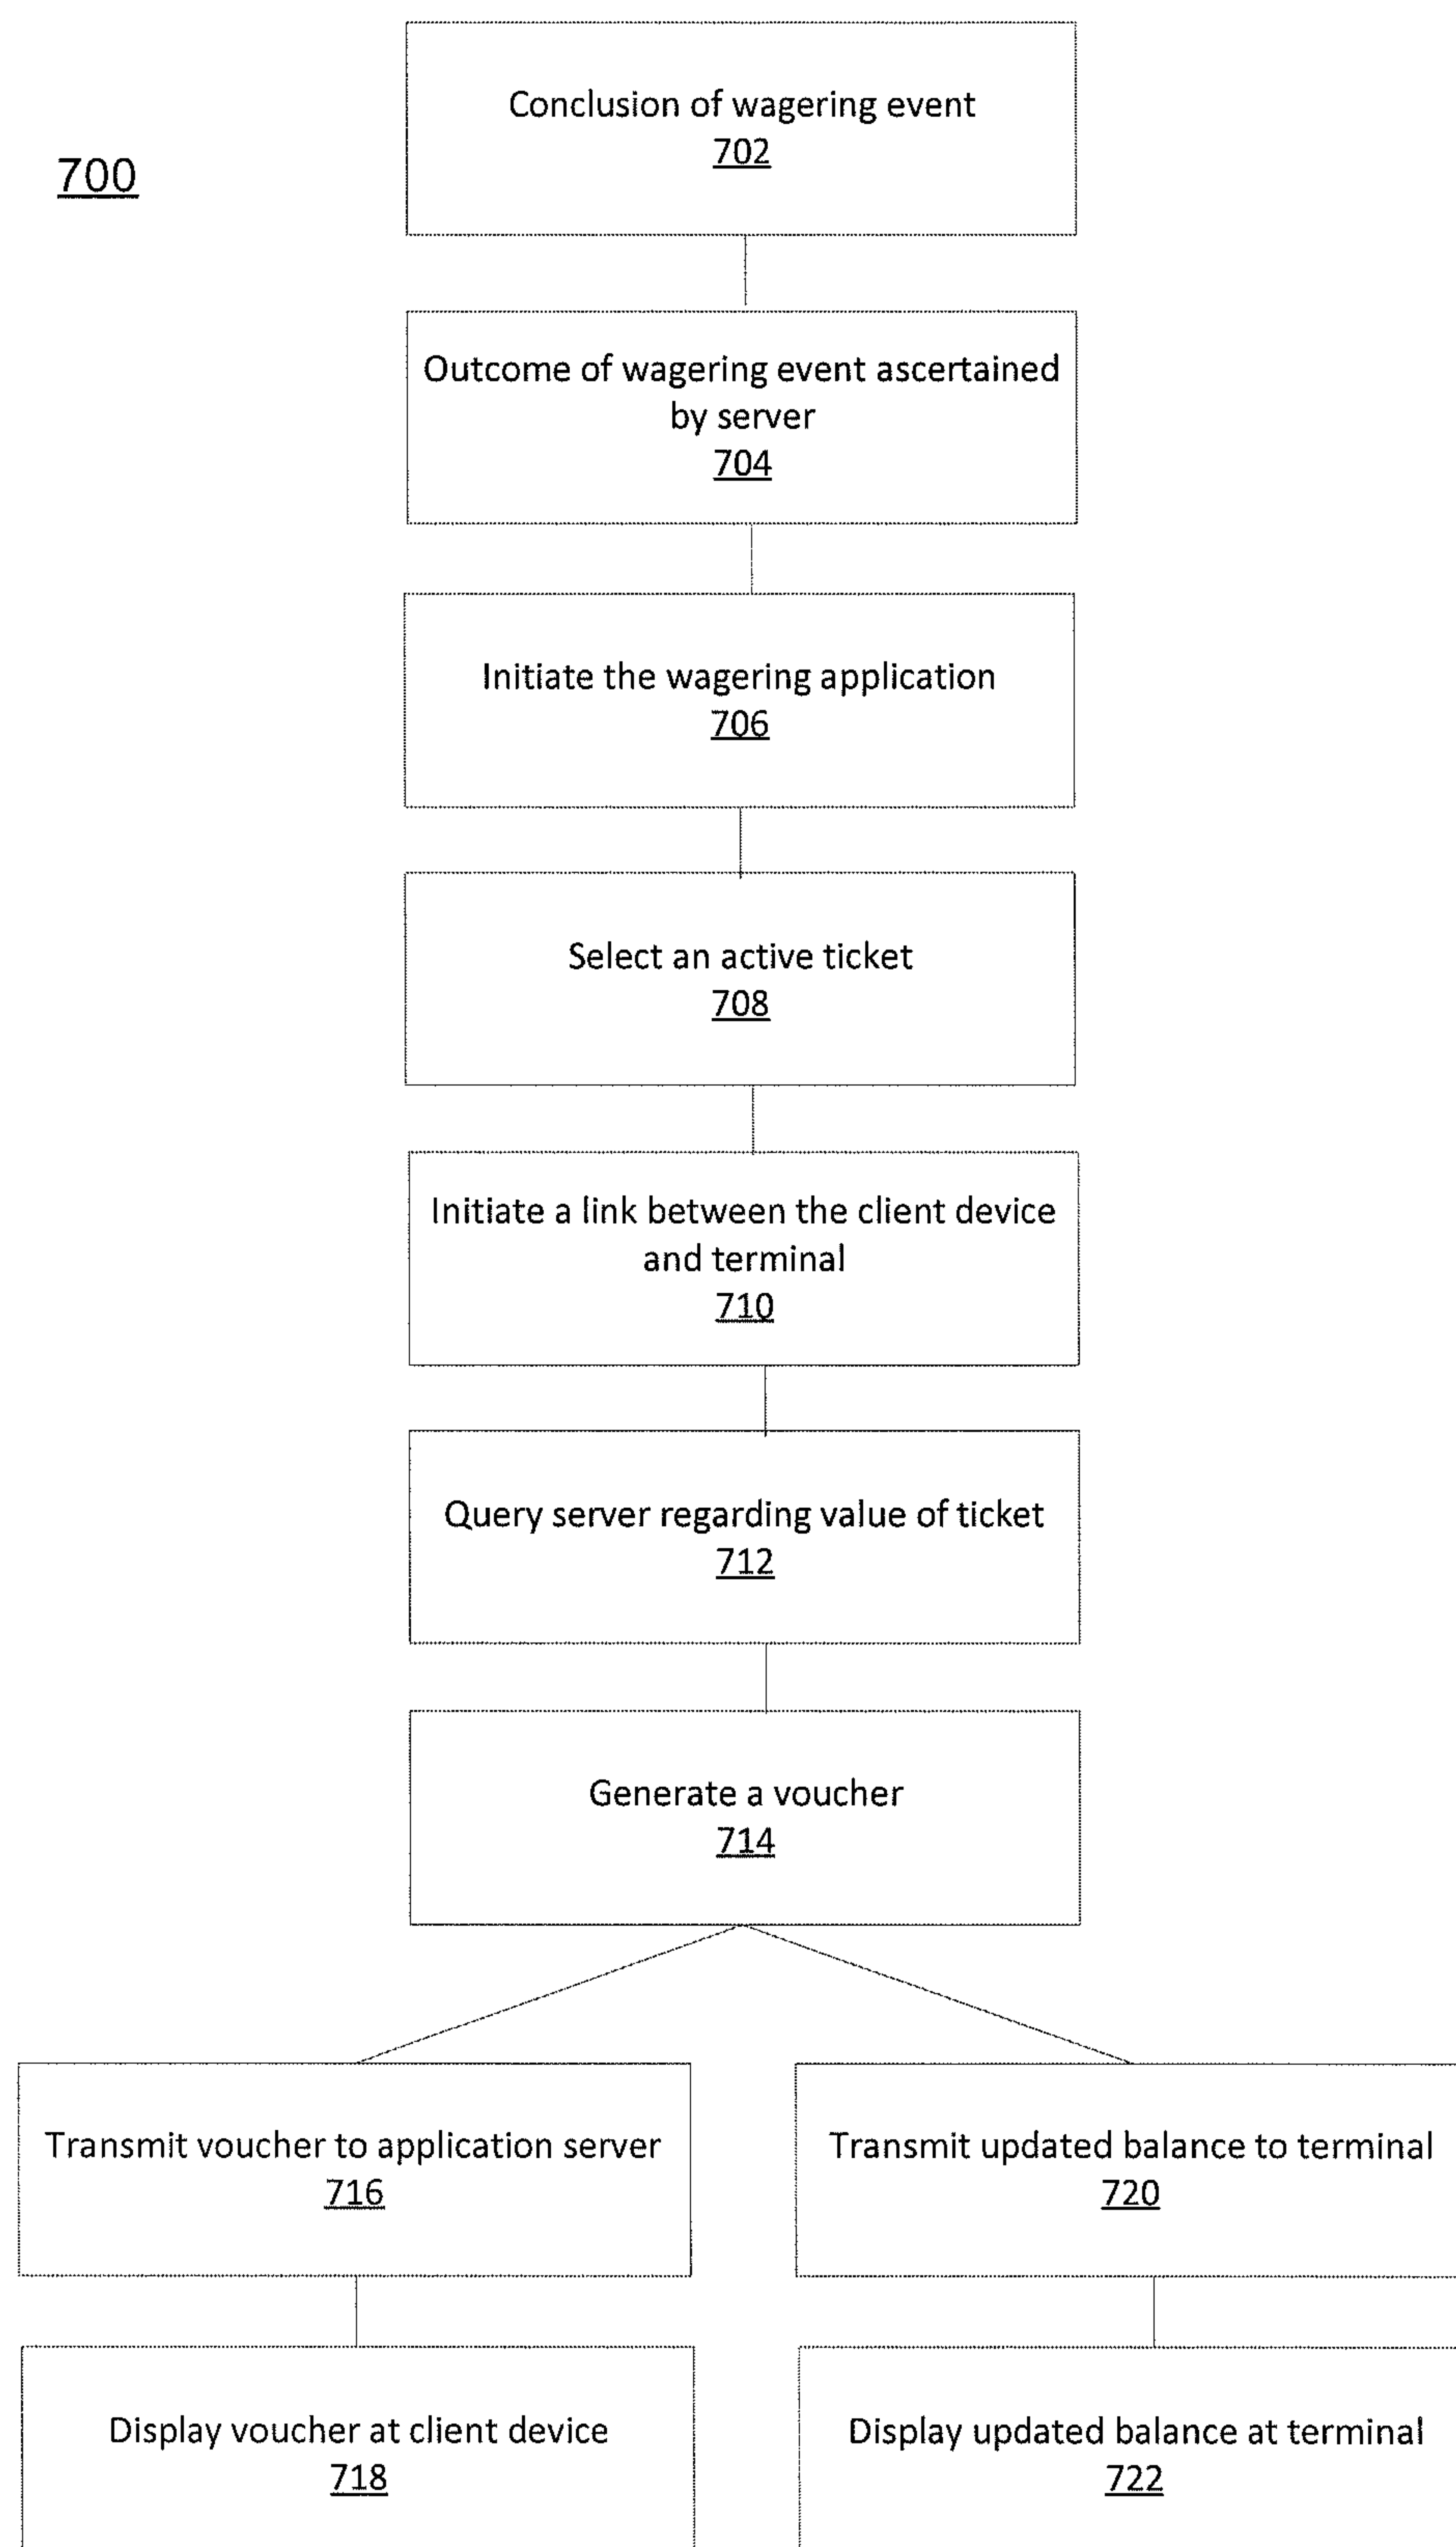 700
Conclusion of wagering event
702
Outcome of wagering event ascertained
by server
704
Initiate the wagering application
706
Select an active ticket
708
Initiate a link between the client device
and terminal
710
Query server regarding value of ticket
712
Generate a voucher
714
Transmit voucher to application server
716
Transmit updated balance to terminal
720
Display voucher at client device
718
Display updated balance at terminal
722